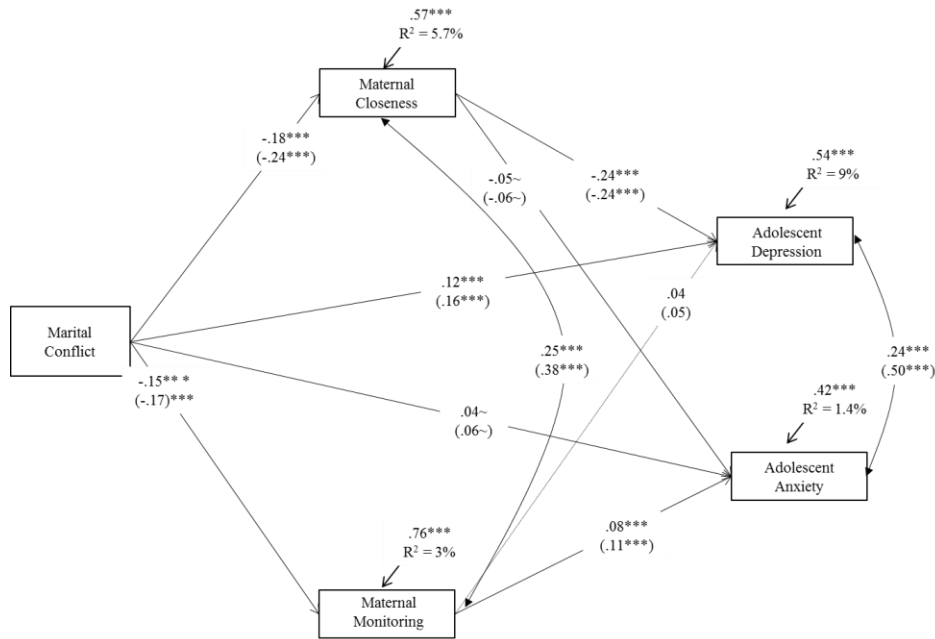 .57***
R² = 5.7%
Maternal
Closeness
-.18***
(-.24***)
-.05~
(-.06~)
-.24***
(-.24***)
.54***
R² = 9%
Adolescent
Depression
.12***
(.16***)
.04
(.05)
Marital
Conflict
.25***
(.38***)
.24***
(.50***)
-.15** *
(-.17)***
.04~
(.06~)
.42***
R² = 1.4%
Adolescent
Anxiety
.76***
R² = 3%
.08***
(.11***)
Maternal
Monitoring